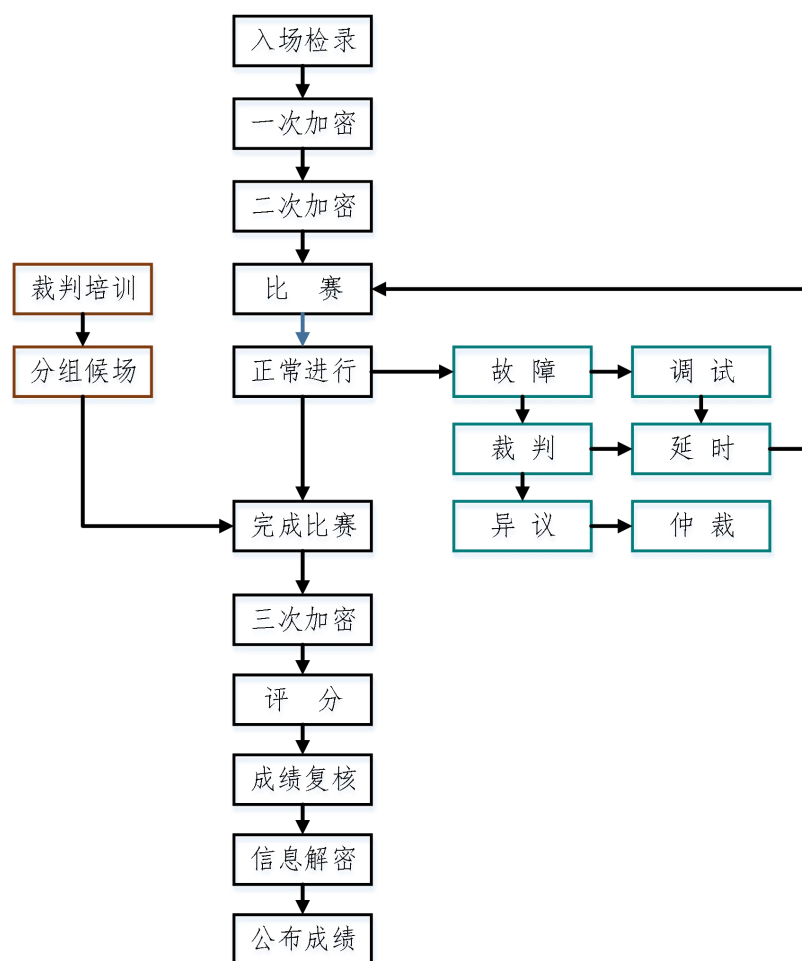 入场检录
一次加密
二次加密
裁判培训
比 赛
分组候场
正常进行
故 障
调 试
裁 判
延 时
完成比赛
异 议
仲 裁
三次加密
评 分
成绩复核
信息解密
公布成绩